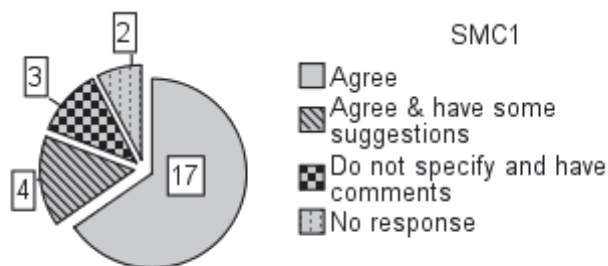 2
3
4
17
SMC1
Agree
Agree & have some
suggestions
Do not specify and have
comments
No response